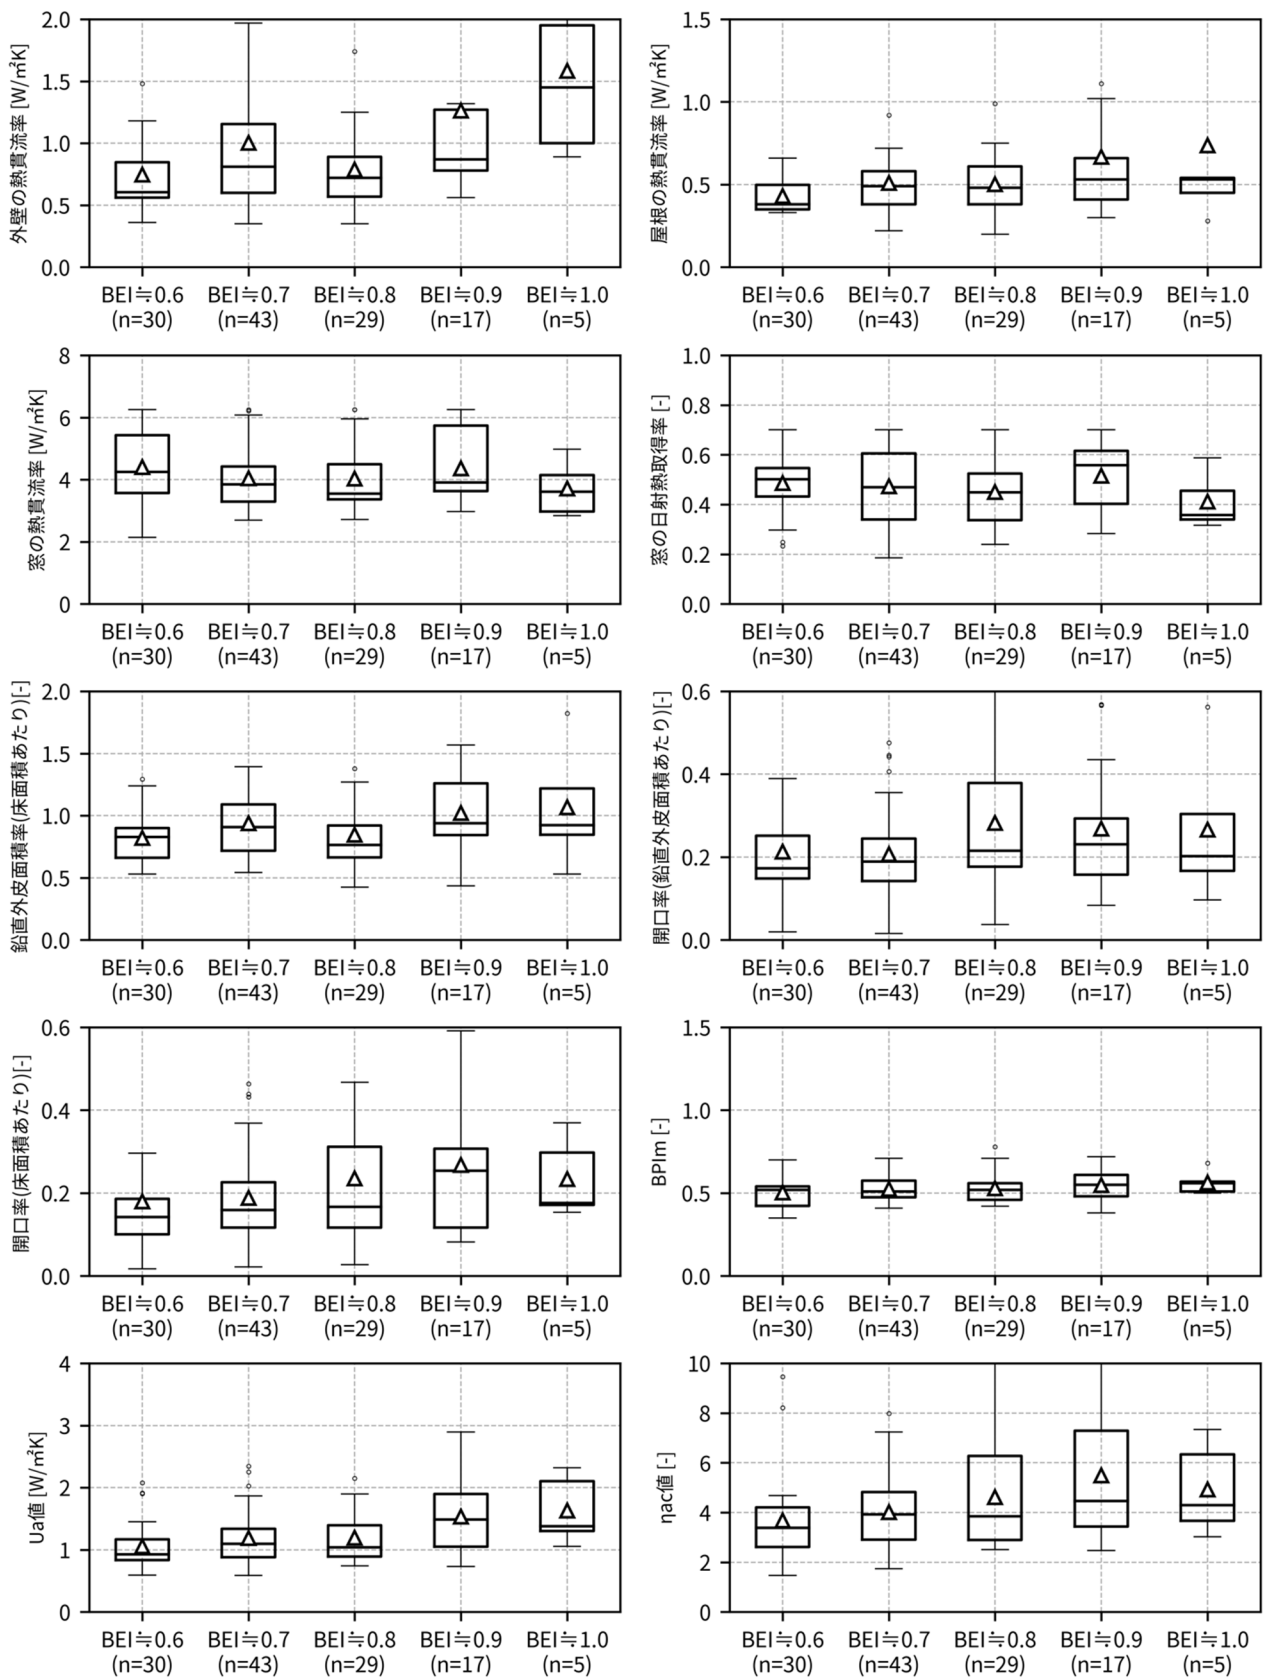 外壁の熱貫流率 [W/㎡K]
2.0
1.5
1.0
0.5
0.0
BEI≒0.6 BEI≒0.7 BEI≒0.8 BEI≒0.9 BEI≒1.0
(n=30) (n=43) (n=29) (n=17) (n=5)
屋根の熱貫流率 [W/㎡K]
1.5
1.0
0.5
0.0
BEI≒0.6 BEI≒0.7 BEI≒0.8 BEI≒0.9 BEI≒1.0
(n=30) (n=43) (n=29) (n=17) (n=5)
窓の熱貫流率 [W/㎡K]
8
6
4
2
0
BEI≒0.6 BEI≒0.7 BEI≒0.8 BEI≒0.9 BEI≒1.0
(n=30) (n=43) (n=29) (n=17) (n=5)
窓の日射熱取得率 [-]
1.0
0.8
0.6
0.4
0.2
0.0
BEI≒0.6 BEI≒0.7 BEI≒0.8 BEI≒0.9 BEI≒1.0
(n=30) (n=43) (n=29) (n=17) (n=5)
鉛直外皮面積率(床面積あたり)[-]
2.0
1.5
1.0
0.5
0.0
BEI≒0.6 BEI≒0.7 BEI≒0.8 BEI≒0.9 BEI≒1.0
(n=30) (n=43) (n=29) (n=17) (n=5)
開口率(鉛直外皮面積あたり)[-]
0.6
0.4
0.2
0.0
BEI≒0.6 BEI≒0.7 BEI≒0.8 BEI≒0.9 BEI≒1.0
(n=30) (n=43) (n=29) (n=17) (n=5)
開口率(床面積あたり)[-]
0.6
0.4
0.2
0.0
BEI≒0.6 BEI≒0.7 BEI≒0.8 BEI≒0.9 BEI≒1.0
(n=30) (n=43) (n=29) (n=17) (n=5)
BPIm [-]
1.5
1.0
0.5
0.0
BEI≒0.6 BEI≒0.7 BEI≒0.8 BEI≒0.9 BEI≒1.0
(n=30) (n=43) (n=29) (n=17) (n=5)
Ua値 [W/㎡K]
4
3
2
1
0
BEI≒0.6 BEI≒0.7 BEI≒0.8 BEI≒0.9 BEI≒1.0
(n=30) (n=43) (n=29) (n=17) (n=5)
ηac値 [-]
10
8
6
4
2
0
BEI≒0.6 BEI≒0.7 BEI≒0.8 BEI≒0.9 BEI≒1.0
(n=30) (n=43) (n=29) (n=17) (n=5)